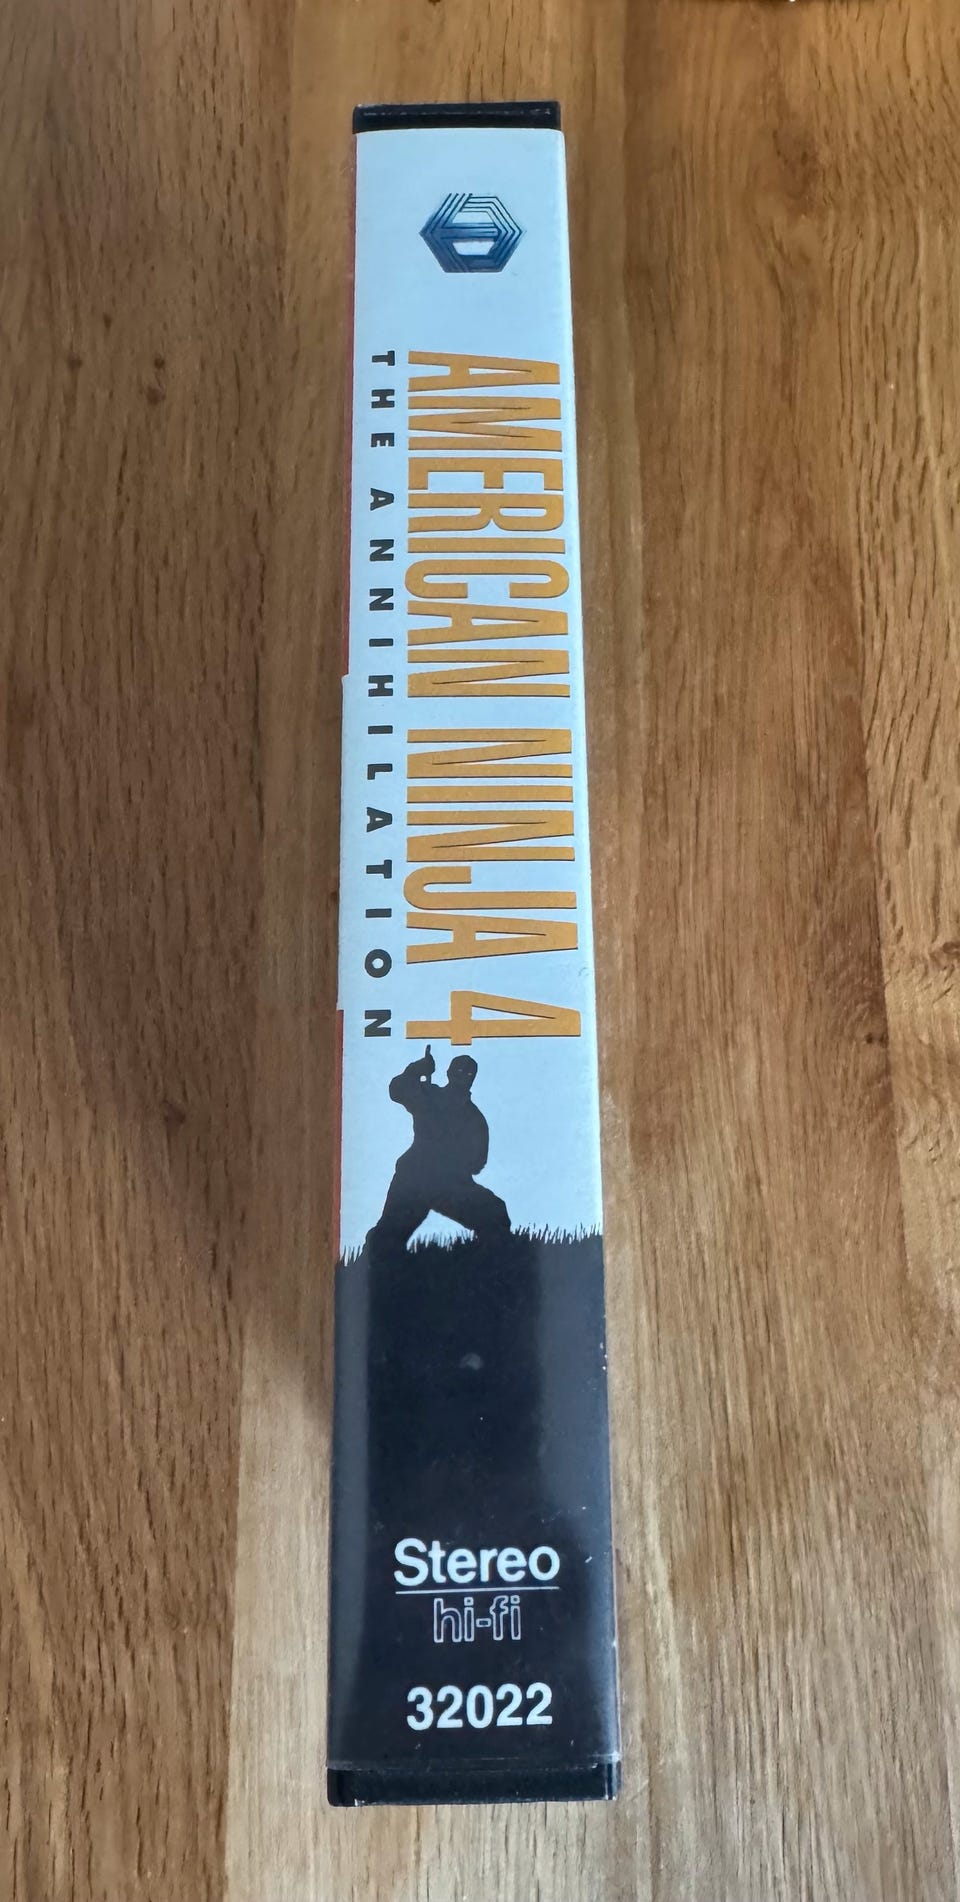 AMERICAN NINJA 4
THE ANNIHILATION
Stereo
hi-fi
32022